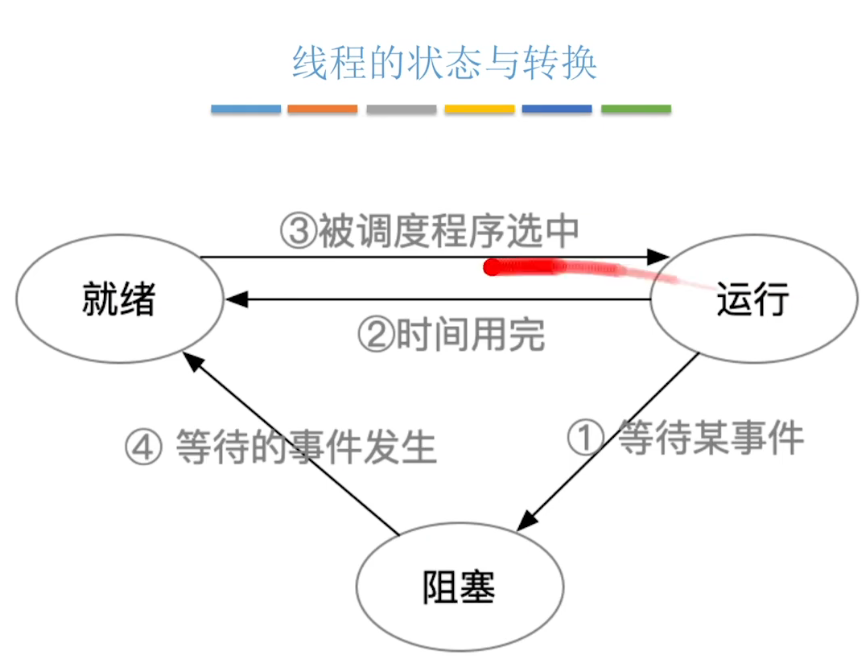 线程的状态与转换
③被调度程序选中
就绪
运行
②时间用完
④ 等待的事件发生
① 等待某事件
阻塞